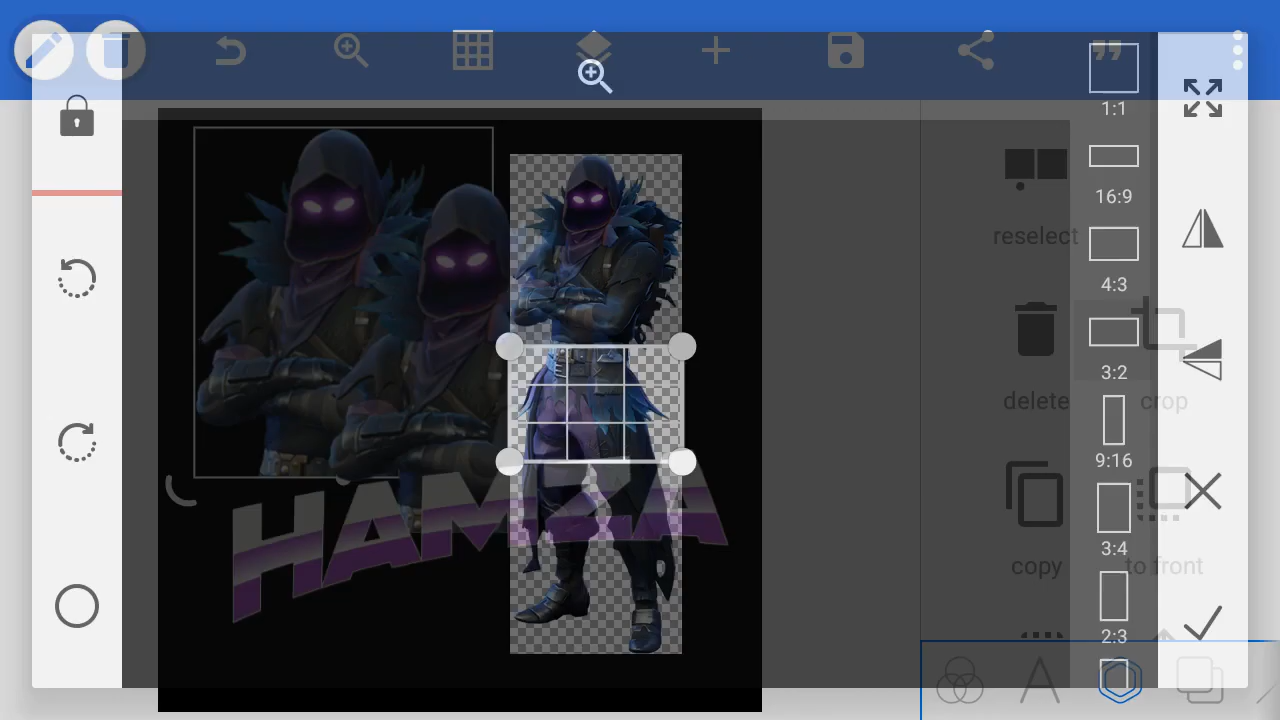 1:1
16:9
reselect
4:3
3:2
delete
crop
9:16
HAMZA
3:4
copy
to front
2:3